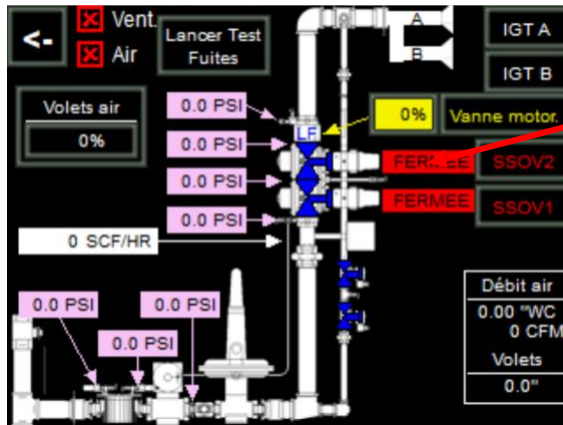 <-
Vent.
Air
Lancer Test
Fuites
A
B
IGT A
IGT B
Volets air
0%
0.0 PSI
0.0 PSI
0.0 PSI
0.0 PSI
LF
0%
Vanne motor.
FERMEE
SSOV2
FERMEE
SSOV1
0 SCF/HR
0.0 PSI
0.0 PSI
0.0 PSI
Débit air
0.00 "WC
0 CFM
Volets
0.0"